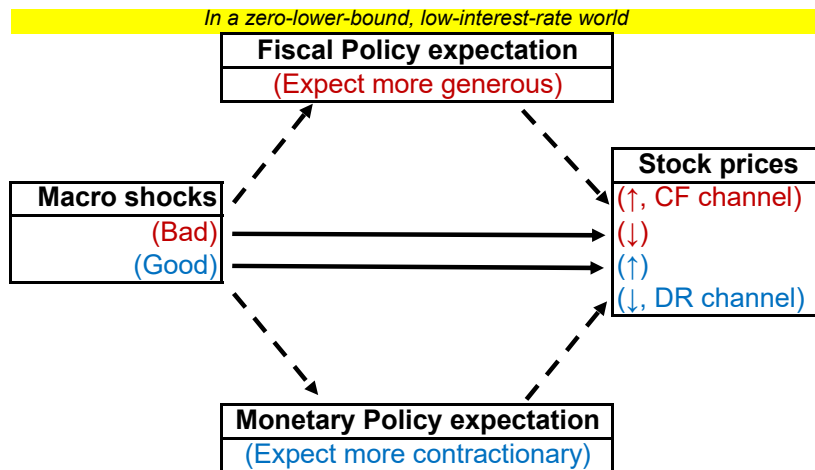 In a zero-lower-bound, low-interest-rate world
Fiscal Policy expectation
(Expect more generous)
Macro shocks
(Bad)
(Good)
Stock prices
(↑, CF channel)
(↓)
(↑)
(↓, DR channel)
Monetary Policy expectation
(Expect more contractionary)